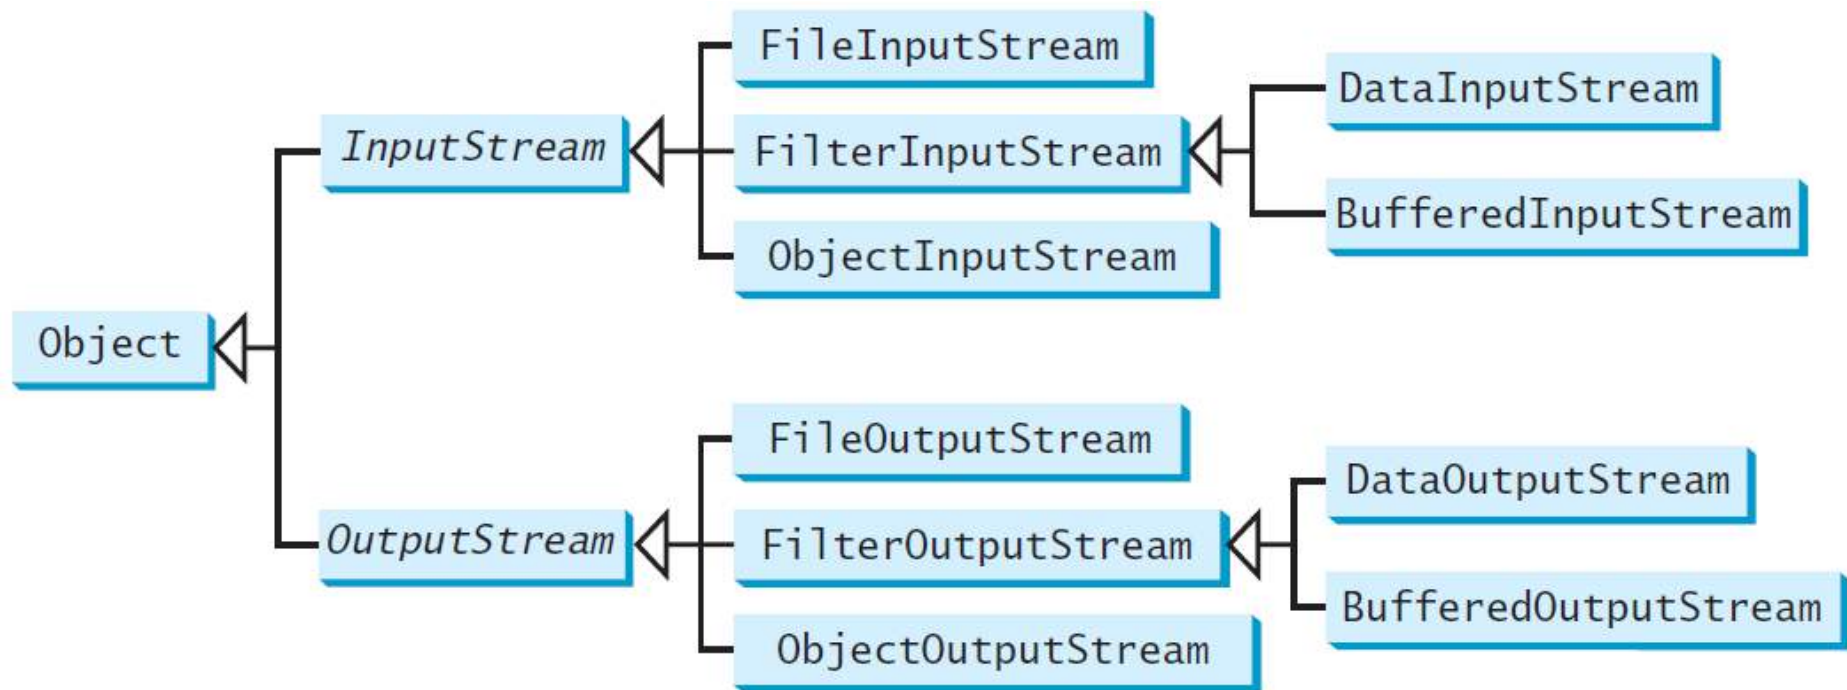 FileInputStream
DataInputStream
InputStream
FilterInputStream
BufferedInputStream
ObjectInputStream
Object
FileOutputStream
DataOutputStream
OutputStream
FilterOutputStream
BufferedOutputStream
ObjectOutputStream